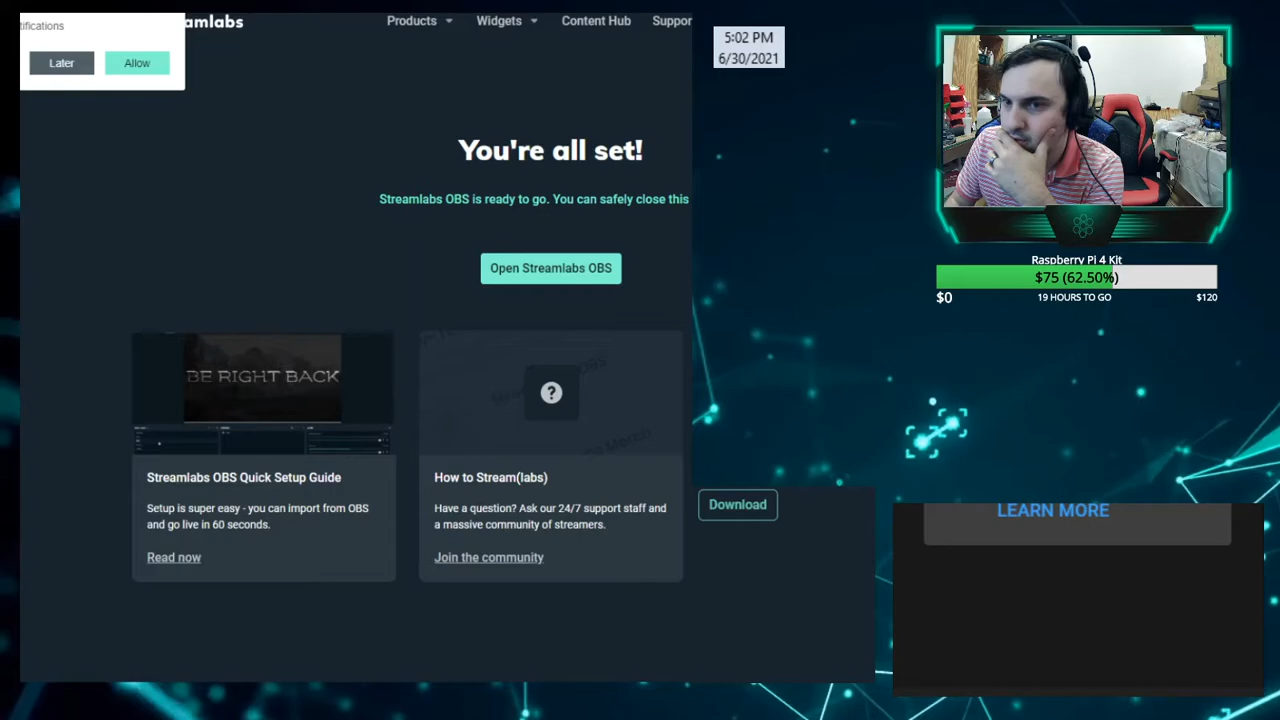 tifications
Later
Allow
amlabs
Products
Widgets
Content Hub
Suppor
5:02 PM
6/30/2021
You're all set!
Streamlabs OBS is ready to go. You can safely close this
Open Streamlabs OBS
BE RIGHT BACK
?
Streamlabs OBS Quick Setup Guide
Setup is super easy - you can import from OBS
and go live in 60 seconds.
Read now
How to Stream(labs)
Have a question? Ask our 24/7 support staff and
a massive community of streamers.
Join the community
Download
Raspberry Pi 4 Kit
$75 (62.50%)
$0
19 HOURS TO GO
$120
LEARN MORE